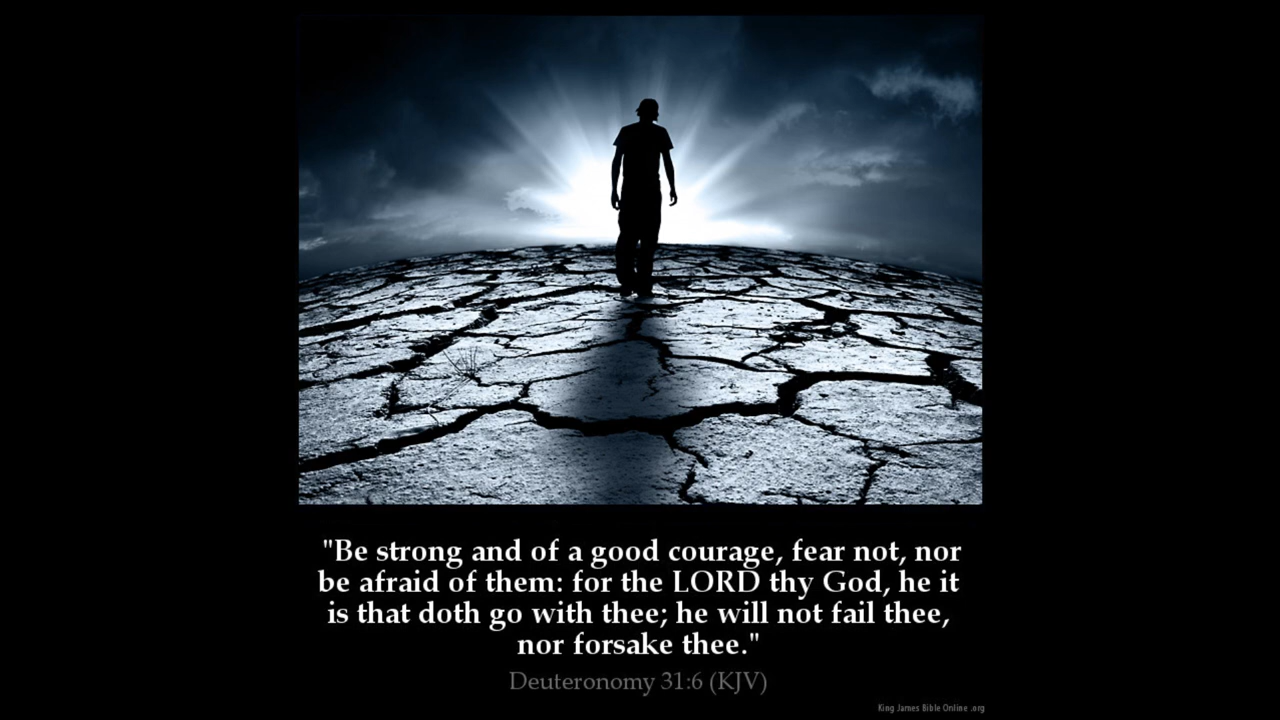 "Be strong and of a good courage, fear not, nor
be afraid of them: for the LORD thy God, he it
is that doth go with thee; he will not fail thee,
nor forsake thee."
Deuteronomy 31:6 (KJV)
King James Bible Online .org